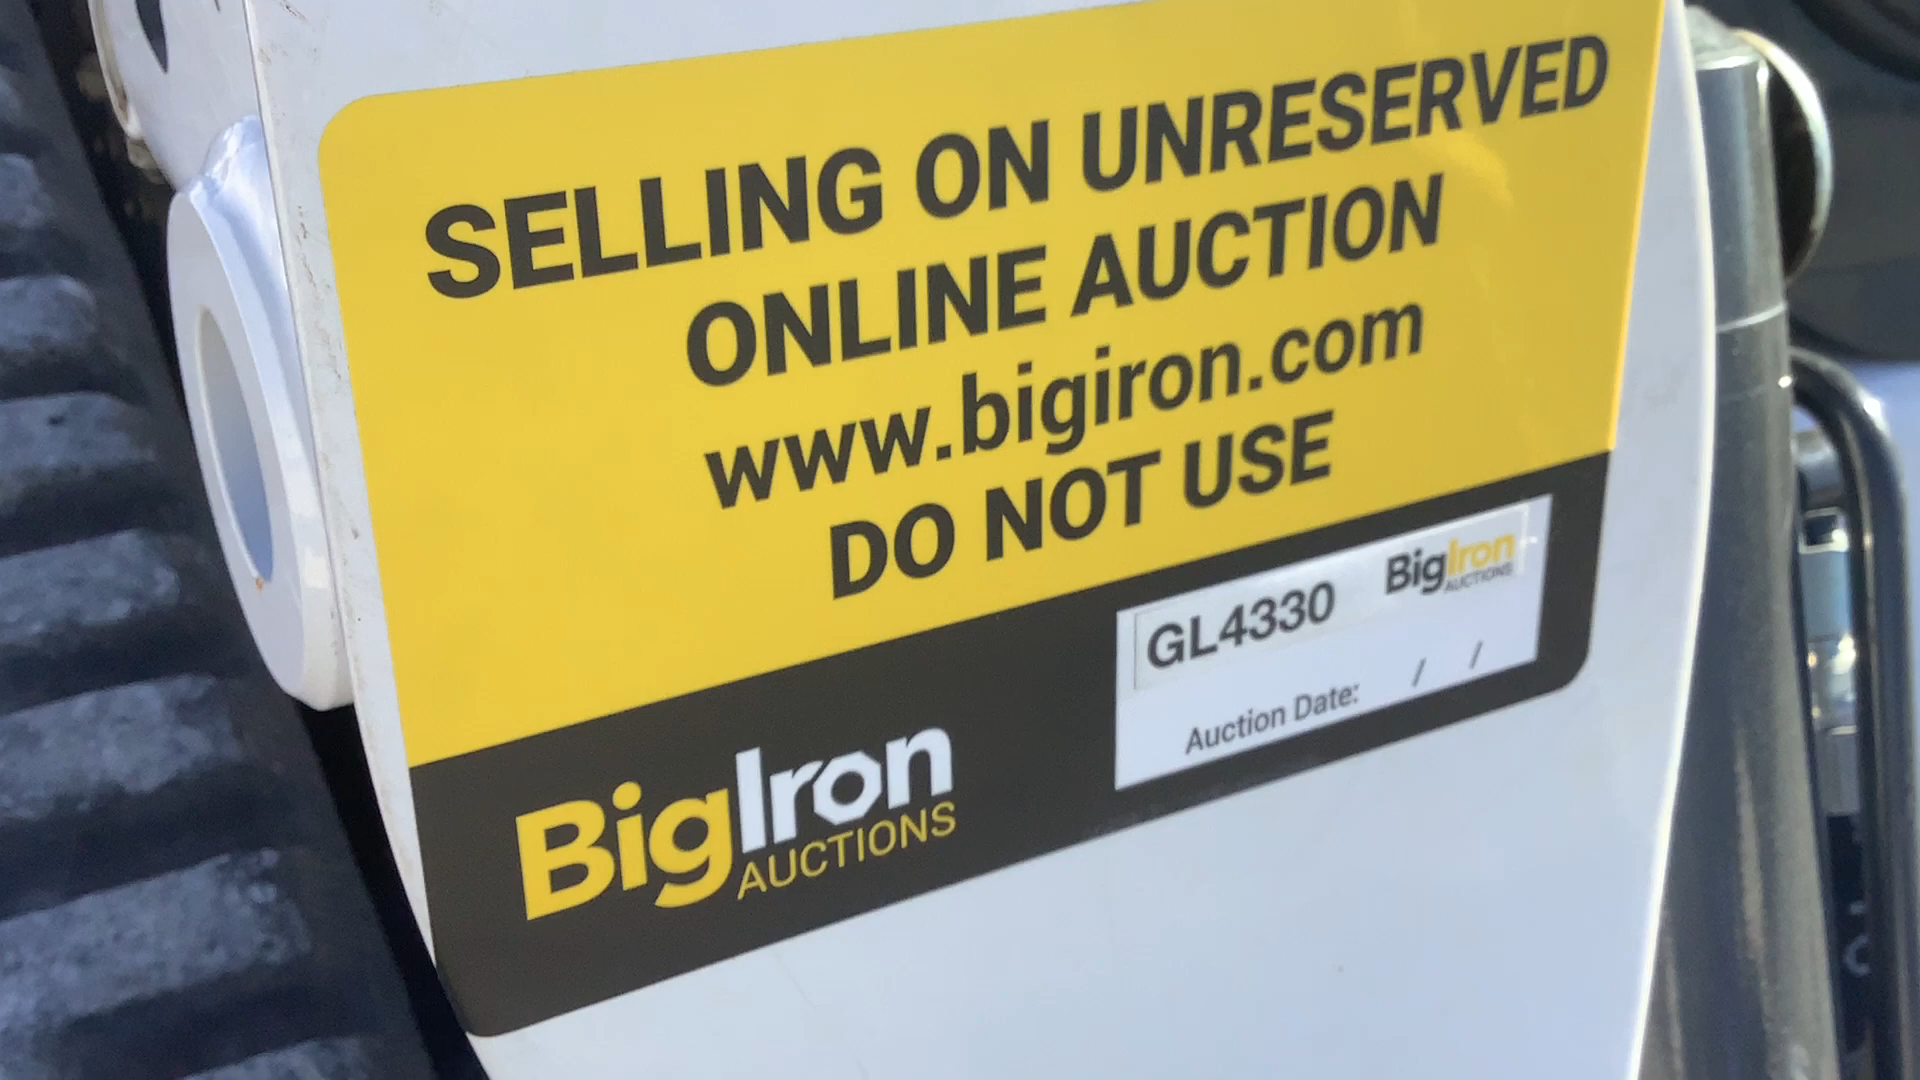 SELLING ON UNRESERVED
ONLINE AUCTION
www.bigiron.com
DO NOT USE
GL4330
BigIron
AUCTIONS
Auction Date: / /
BigIron
AUCTIONS